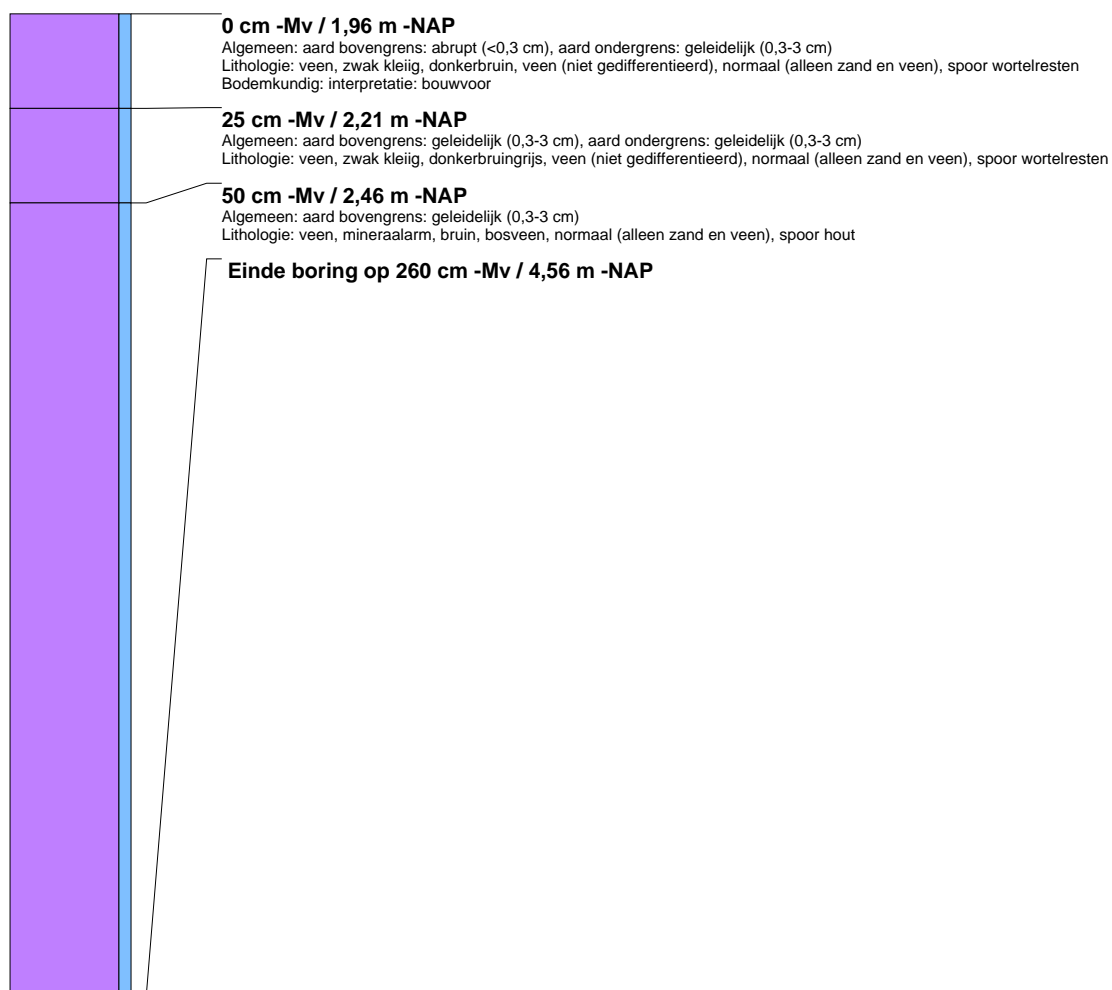 0 cm -Mv / 1,96 m -NAP
Algemeen: aard bovengrens: abrupt (<0,3 cm), aard ondergrens: geleidelijk (0,3-3 cm)
Lithologie: veen, zwak kleiig, donkerbruin, veen (niet gedifferentieerd), normaal (alleen zand en veen), spoor wortelresten
Bodemkundig: interpretatie: bouwvoor
25 cm -Mv / 2,21 m -NAP
Algemeen: aard bovengrens: geleidelijk (0,3-3 cm), aard ondergrens: geleidelijk (0,3-3 cm)
Lithologie: veen, zwak kleiig, donkerbruingrijs, veen (niet gedifferentieerd), normaal (alleen zand en veen), spoor wortelresten
50 cm -Mv / 2,46 m -NAP
Algemeen: aard bovengrens: geleidelijk (0,3-3 cm)
Lithologie: veen, mineraalarm, bruin, bosveen, normaal (alleen zand en veen), spoor hout
Einde boring op 260 cm -Mv / 4,56 m -NAP